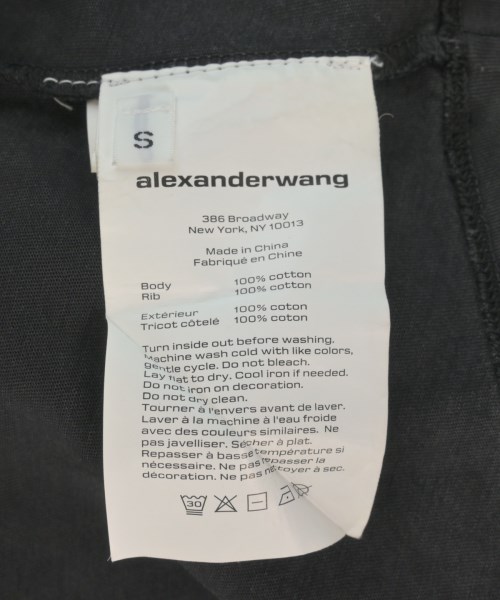 S
alexanderwang
386 Broadway
New York, NY 10013
Made in China
Fabriqué en Chine
Body 100% cotton
Rib 100% cotton
Extérieur 100% coton
Tricot côtelé 100% coton
Turn inside out before washing.
Machine wash cold with like colors,
gentle cycle. Do not bleach.
Lay flat to dry. Cool iron if needed.
Do not iron on decoration.
Do not dry clean.
Tourner à l'envers avant de laver.
Laver à la machine à l'eau froide
avec des couleurs similaires. Ne
pas javelliser. Sécher à plat.
Repasser à basse température si
nécessaire. Ne pas repasser la
décoration. Ne pas nettoyer à sec.
30